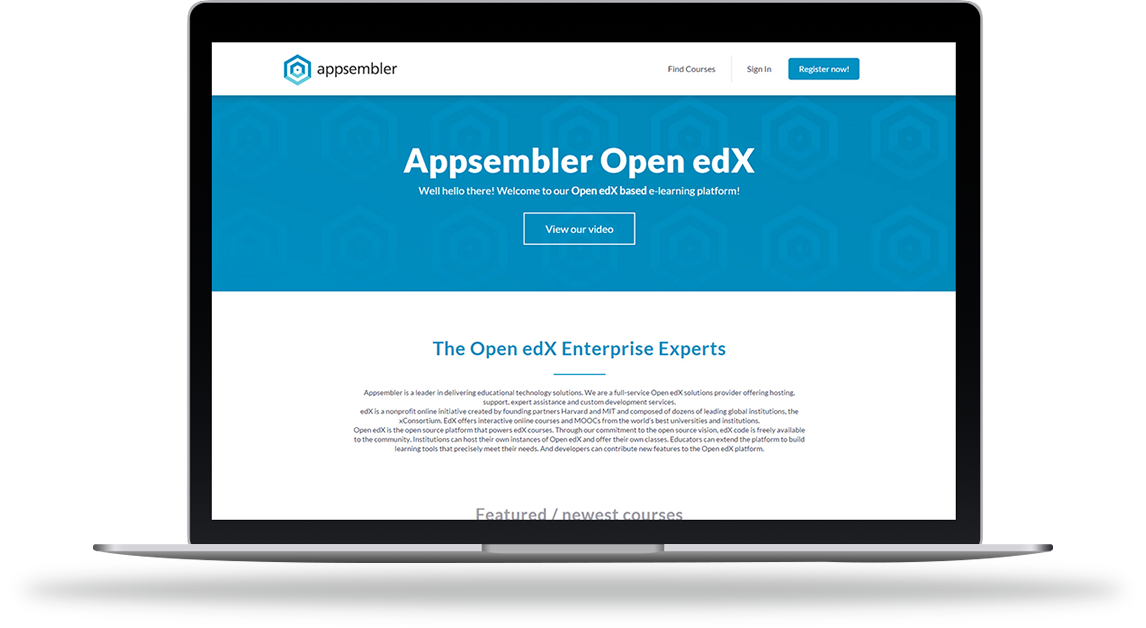 appsembler
Find Courses
Sign In
Register now!
Appsembler Open edX
Well hello there! Welcome to our Open edX based e-learning platform!
View our video
The Open edX Enterprise Experts
Appsembler is a leader in delivering educational technology solutions. We are a full-service Open edX solutions provider offering hosting,
support, expert assistance and custom development services.
edX is a nonprofit online initiative created by founding partners Harvard and MIT and composed of dozens of leading global institutions, the
xConsortium. EdX offers interactive online courses and MOOCs from the world's best universities and institutions.
Open edX is the open source platform that powers edX courses. Through our commitment to the open source vision, edX code is freely available
to the community. Institutions can host their own instances of Open edX and offer their own classes. Educators can extend the platform to build
learning tools that precisely meet their needs. And developers can contribute new features to the Open edX platform.
Featured / newest courses